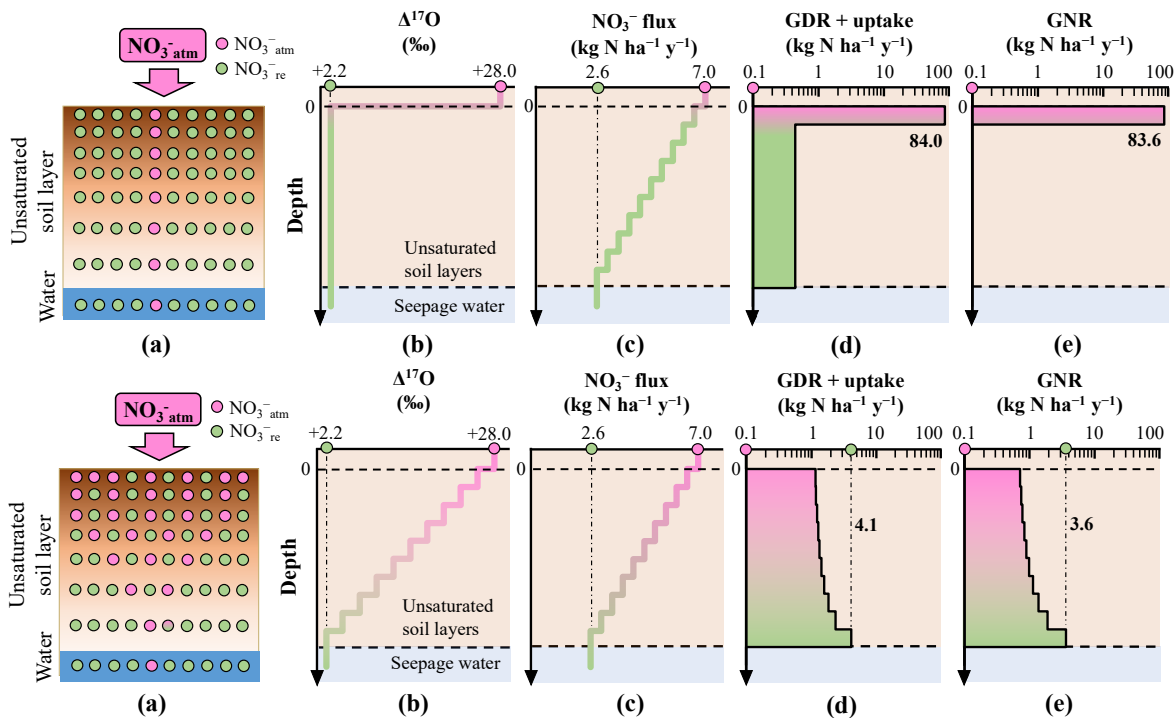 NO₃⁻atm
NO₃⁻atm
NO₃⁻re
Unsaturated
soil layer
Water
(a)
Δ¹⁷O
(‰)
+2.2
+28.0
0
Depth
Unsaturated
soil layers
Seepage water
(b)
NO₃⁻ flux
(kg N ha⁻¹ y⁻¹)
2.6
7.0
(c)
GDR + uptake
(kg N ha⁻¹ y⁻¹)
0.1
1
10
100
0
84.0
(d)
GNR
(kg N ha⁻¹ y⁻¹)
0.1
1
10
100
83.6
(e)
NO₃⁻atm
NO₃⁻atm
NO₃⁻re
Unsaturated
soil layer
Water
(a)
Δ¹⁷O
(‰)
+2.2
+28.0
0
Depth
Unsaturated
soil layers
Seepage water
(b)
NO₃⁻ flux
(kg N ha⁻¹ y⁻¹)
2.6
7.0
(c)
GDR + uptake
(kg N ha⁻¹ y⁻¹)
0.1
1
10
100
0
4.1
(d)
GNR
(kg N ha⁻¹ y⁻¹)
0.1
1
10
100
3.6
(e)